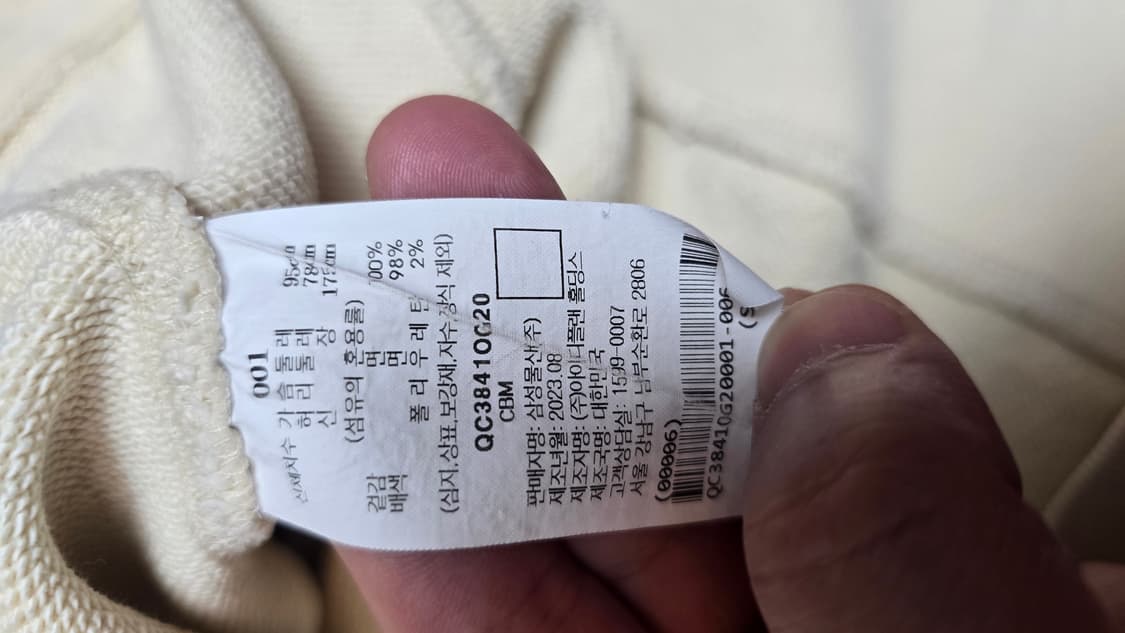 001
신체치수 가 슴 둘 레 95cm
허 리 둘 레 78cm
신 장 175cm
(섬유의 혼용률)
겉감 면 100%
배색 면 98%
폴 리 우 레 탄 2%
(심지,상표,보강재,자수장식 제외)
QC3841OG20
CBM
판매자명: 삼성물산(주)
제조년월: 2023.08
제조자명: (주)아이디플랜 홀딩스
제조국명: 대한민국
고객상담실: 1599-0007
서울 강남구 남부순환로 2806
(00006)
QC3841OG20001-006
(S